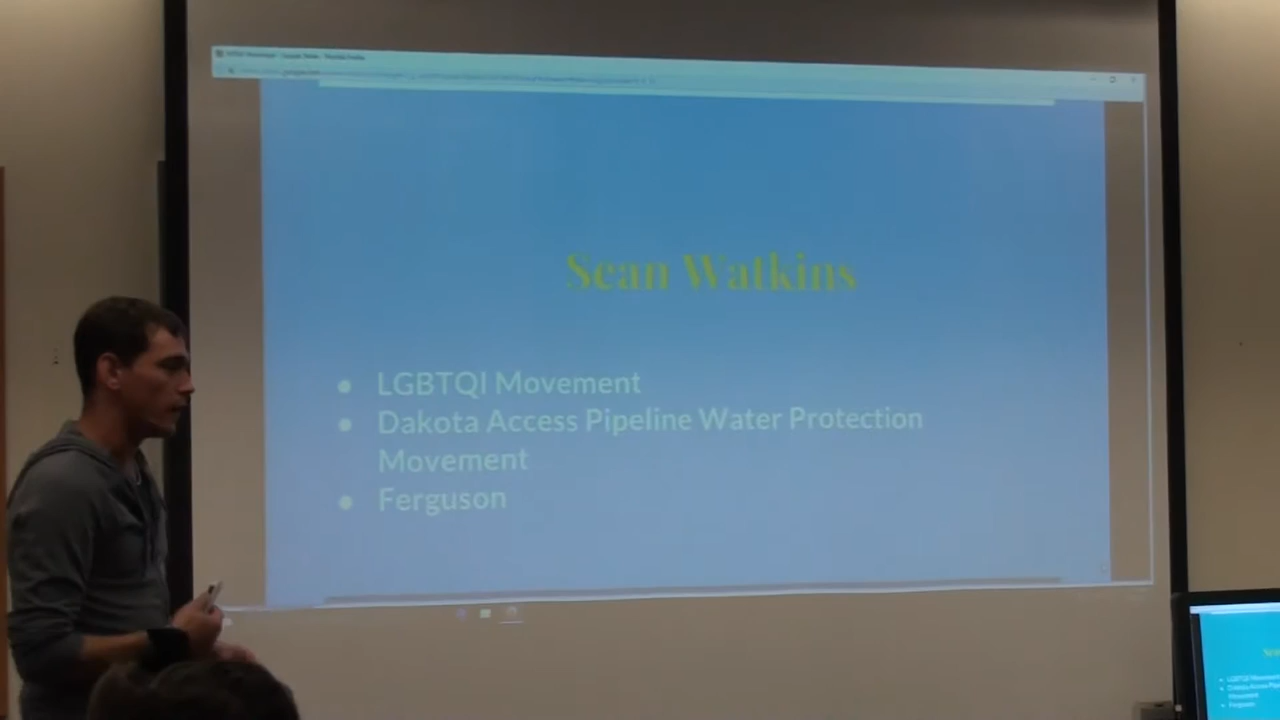 Sean Watkins
● LGBTQI Movement
● Dakota Access Pipeline Water Protection
Movement
● Ferguson